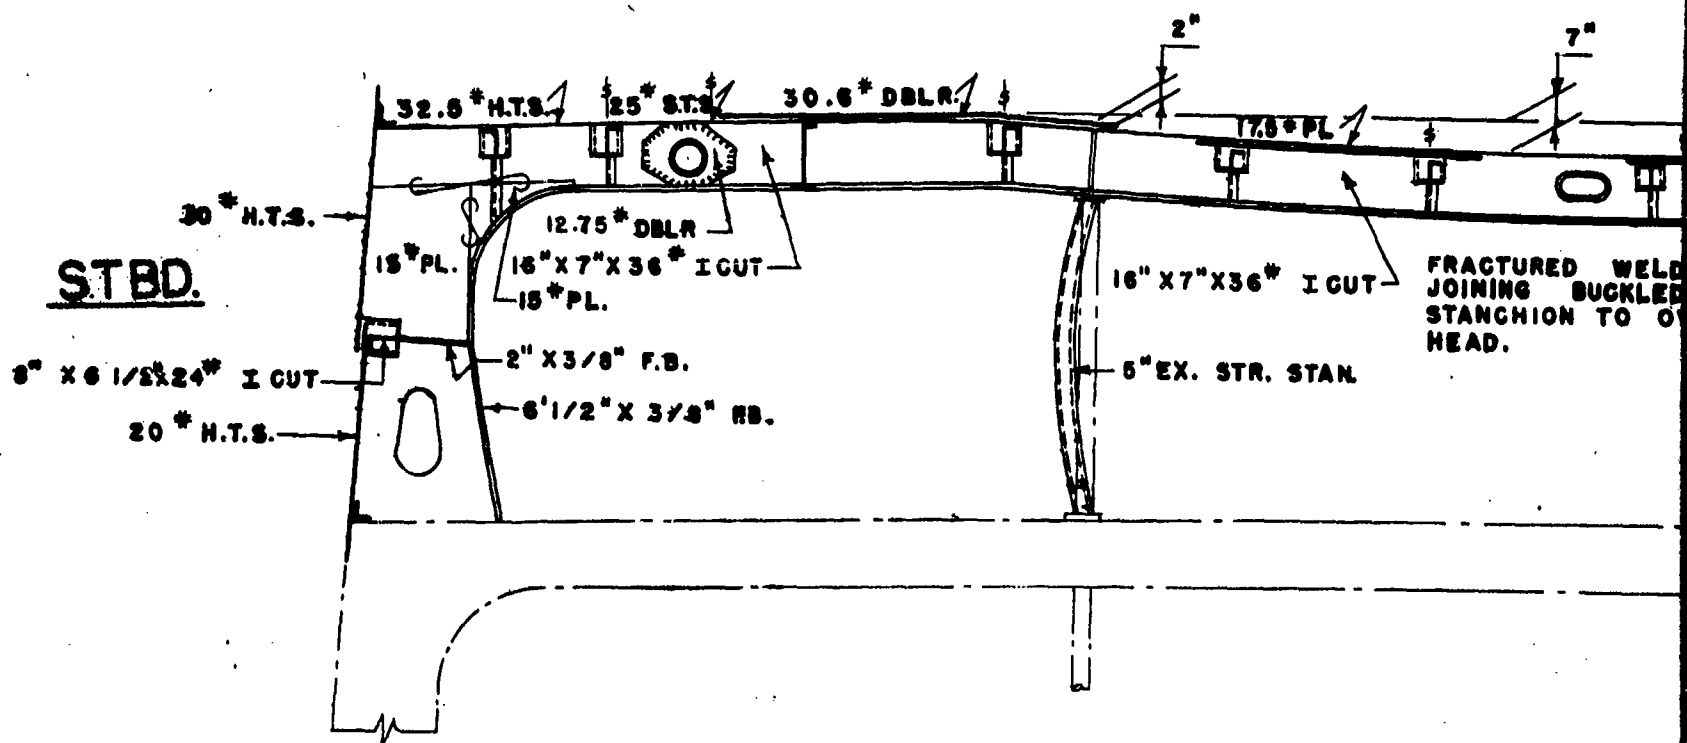 2"
7"
32.5 # H.T.S.
25 # S.T.S.
30.6 # DBLR.
17.5 # PL
30 # H.T.S.
12.75 # DBLR
15 # PL.
16" X 7" X 36 # I CUT
15 # PL.
STBD.
16" X 7" X 36 # I CUT
FRACTURED WELD
JOINING BUCKLED
STANCHION TO OV
HEAD.
8" X 6 1/2" X 24 # I CUT
2" X 3/8" F.B.
5" EX. STR. STAN.
6 1/2" X 3/8" F.B.
20 # H.T.S.